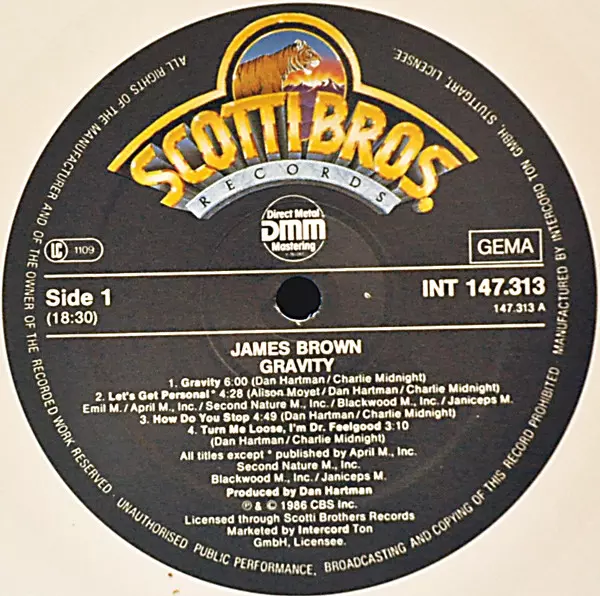 SCOTTI BROS.
RECORDS
Direct Metal
DMM
Mastering
LC 1109
GEMA
Side 1
(18:30)
INT 147.313
147.313 A
JAMES BROWN
GRAVITY
1. Gravity 6:00 (Dan Hartman/Charlie Midnight)
2. Let's Get Personal* 4:28 (Alison Moyet/Dan Hartman/Charlie Midnight)
Emil M./April M., Inc./Second Nature M., Inc./Blackwood M., Inc./Janiceps M.
3. How Do You Stop 4:49 (Dan Hartman/Charlie Midnight)
4. Turn Me Loose, I'm Dr. Feelgood 3:10
(Dan Hartman/Charlie Midnight)
All titles except * published by April M., Inc.
Second Nature M., Inc.
Blackwood M., Inc./Janiceps M.
Produced by Dan Hartman
℗ & © 1986 CBS Inc.
Licensed through Scotti Brothers Records
Marketed by Intercord Ton
GmbH, Licensee.
ALL RIGHTS OF THE MANUFACTURER AND OF THE OWNER OF THE RECORDED WORK RESERVED · UNAUTHORISED PUBLIC PERFORMANCE, BROADCASTING AND COPYING OF THIS RECORD PROHIBITED
MANUFACTURED BY INTERCORD TON GMBH, STUTTGART, LICENSEE.